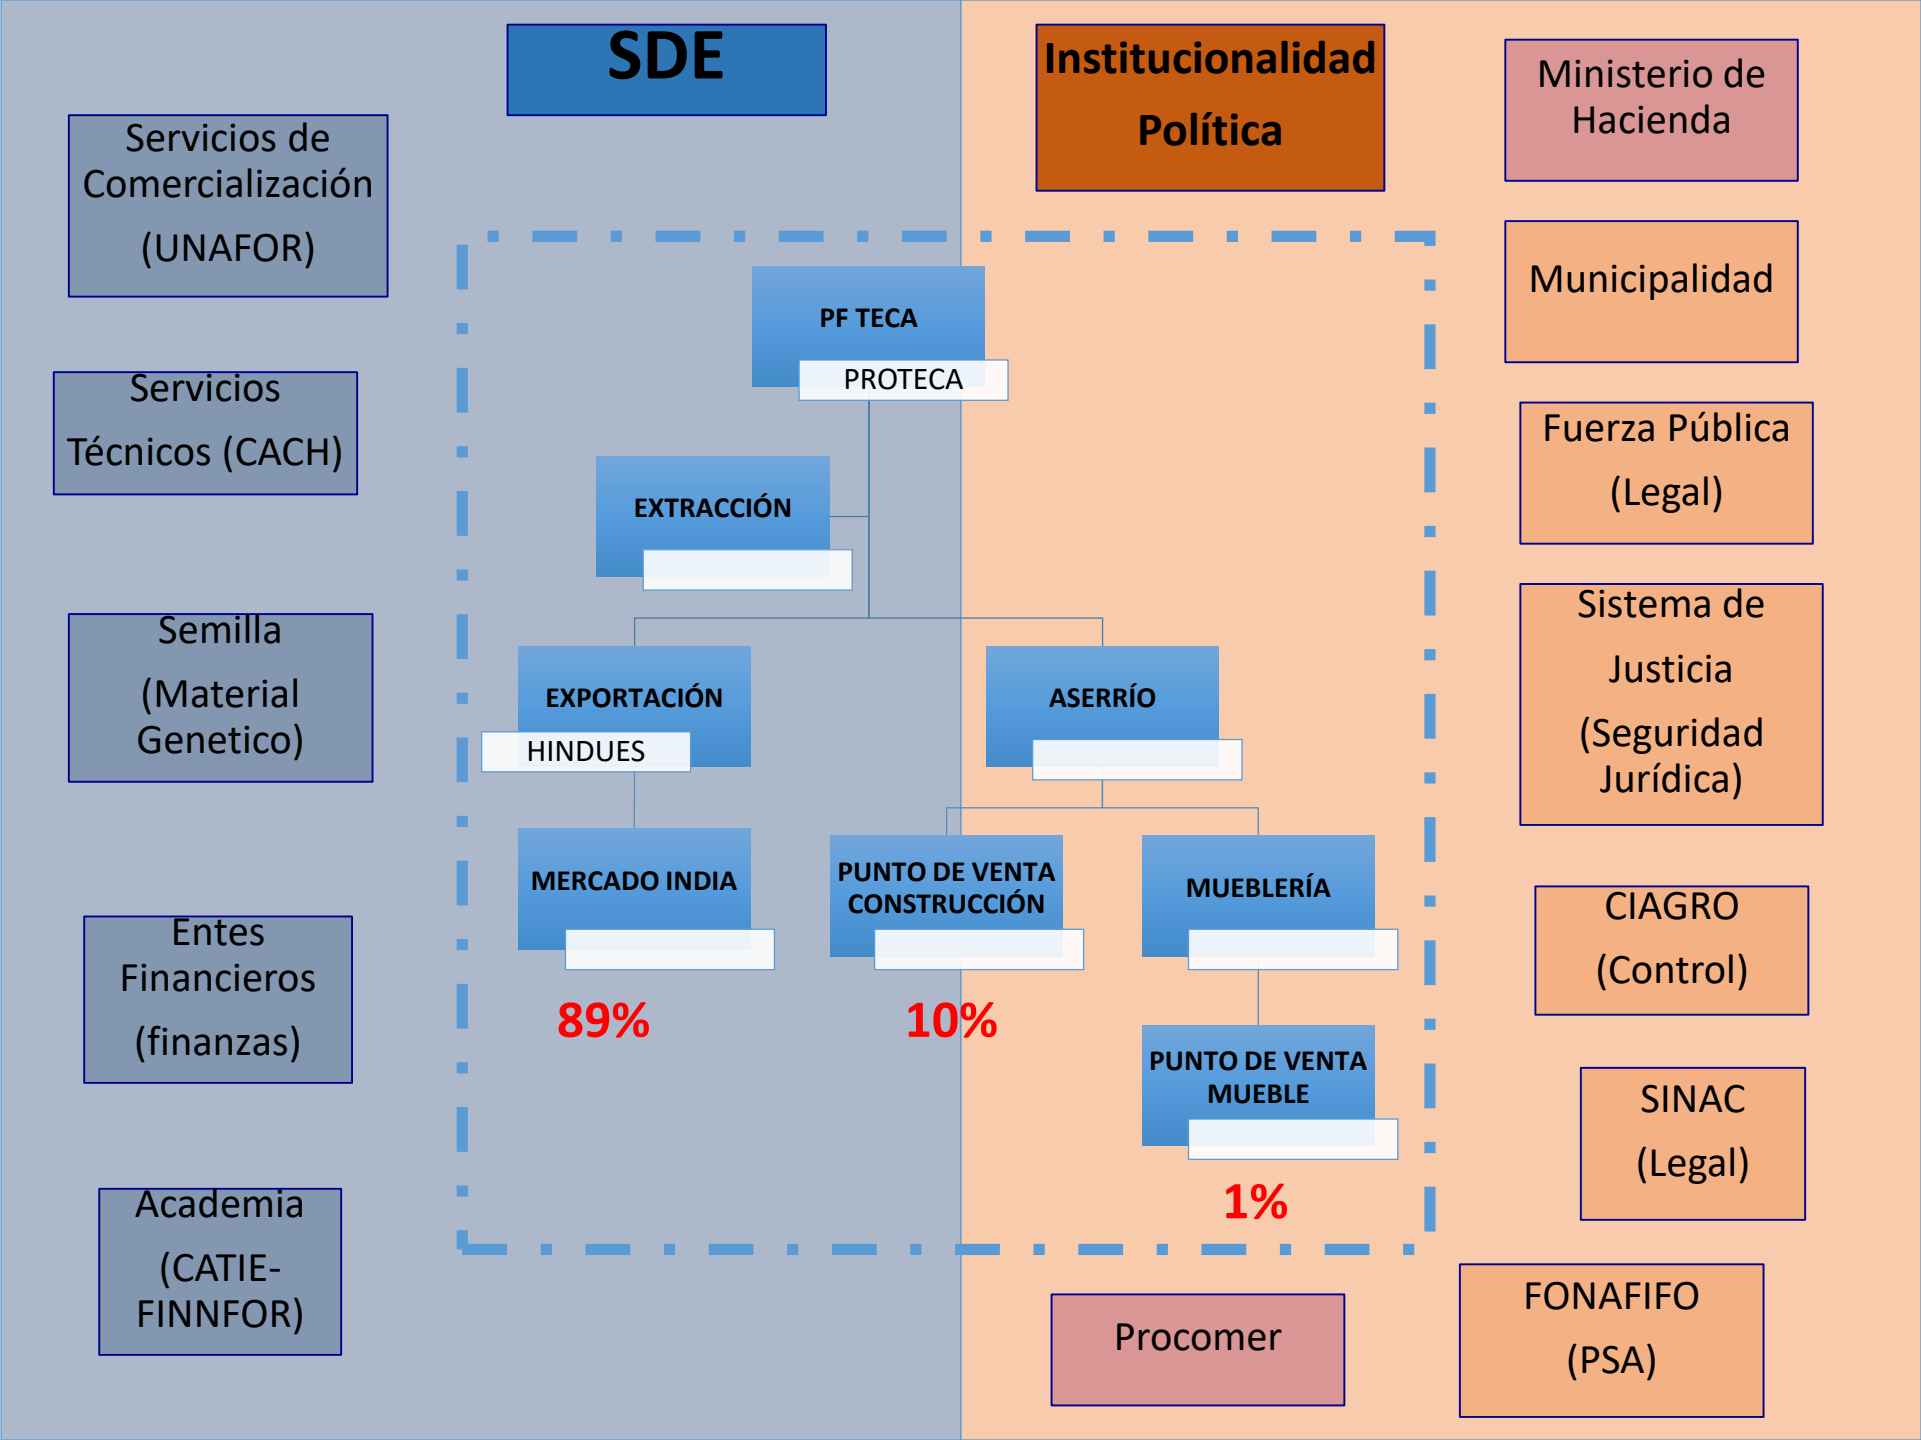 SDE
Institucionalidad
Política
Servicios de
Comercialización
(UNAFOR)
Servicios
Técnicos (CACH)
Semilla
(Material
Genetico)
Entes
Financieros
(finanzas)
Academia
(CATIE-
FINNFOR)
PF TECA
PROTECA
EXTRACCIÓN
EXPORTACIÓN
HINDUES
ASERRÍO
MERCADO INDIA
PUNTO DE VENTA
CONSTRUCCIÓN
MUEBLERÍA
89%
10%
PUNTO DE VENTA
MUEBLE
1%
Ministerio de
Hacienda
Municipalidad
Fuerza Pública
(Legal)
Sistema de
Justicia
(Seguridad
Jurídica)
CIAGRO
(Control)
SINAC
(Legal)
FONAFIFO
(PSA)
Procomer